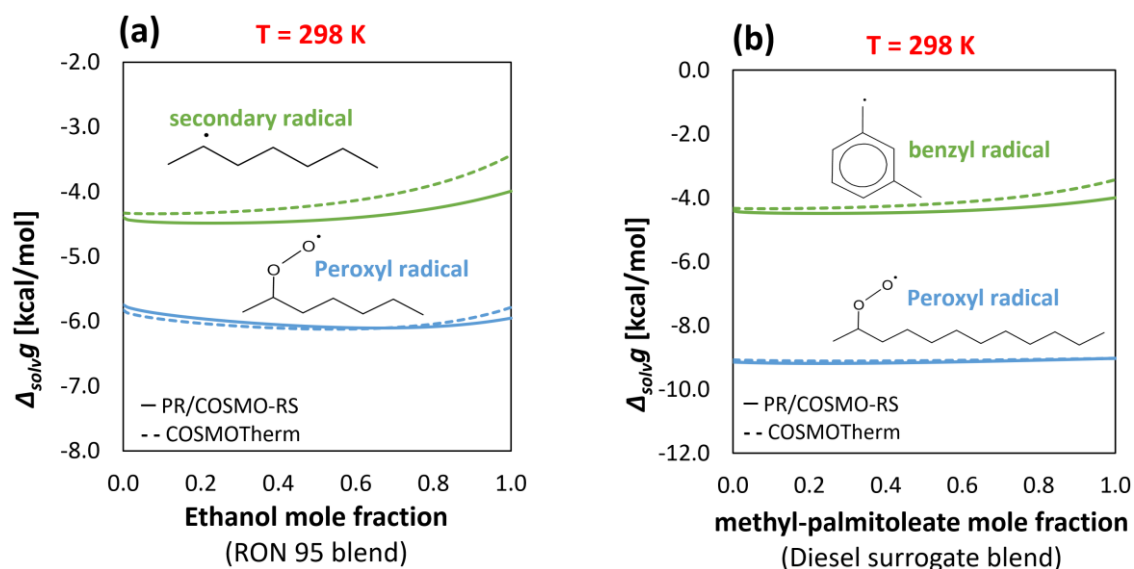 (a)
T = 298 K
-2.0
-3.0
-4.0
-5.0
-6.0
-7.0
-8.0
Δsolvg [kcal/mol]
secondary radical
O
O
Peroxyl radical
PR/COSMO-RS
COSMOTherm
0.0 0.2 0.4 0.6 0.8 1.0
Ethanol mole fraction
(RON 95 blend)
(b)
T = 298 K
0.0
-2.0
-4.0
-6.0
-8.0
-10.0
-12.0
Δsolvg [kcal/mol]
benzyl radical
O
O
Peroxyl radical
PR/COSMO-RS
COSMOTherm
0.0 0.2 0.4 0.6 0.8 1.0
methyl-palmitoleate mole fraction
(Diesel surrogate blend)